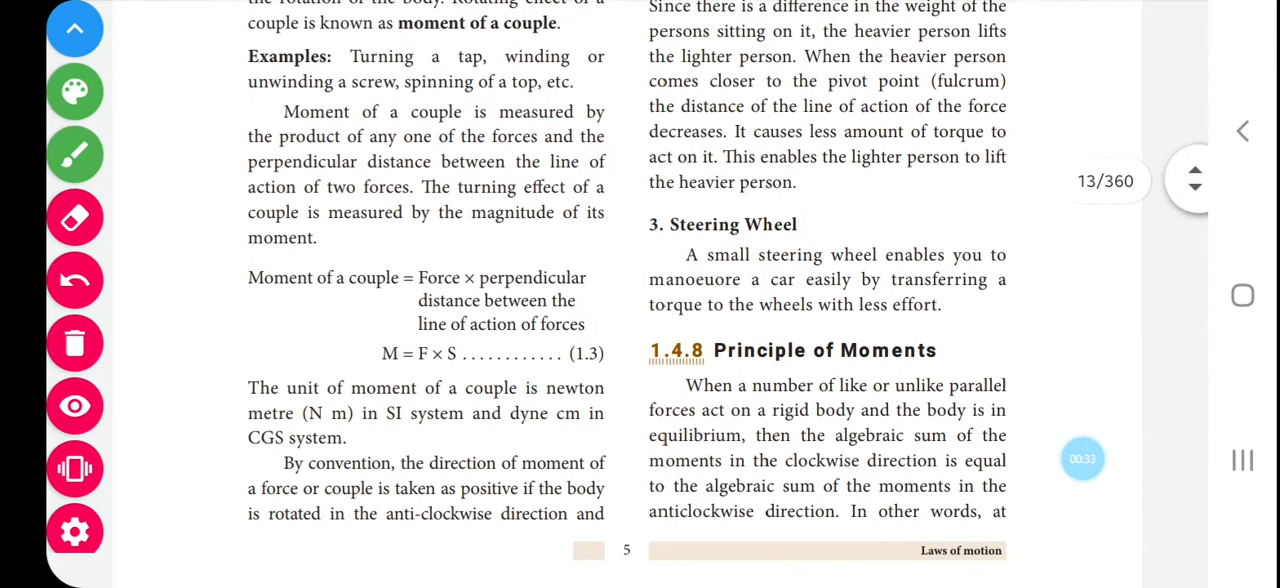 the rotation of the body. Rotating effect of a
couple is known as moment of a couple.
Examples: Turning a tap, winding or
unwinding a screw, spinning of a top, etc.
Moment of a couple is measured by
the product of any one of the forces and the
perpendicular distance between the line of
action of two forces. The turning effect of a
couple is measured by the magnitude of its
moment.
Moment of a couple = Force × perpendicular
distance between the
line of action of forces
M = F × S . . . . . . . . . . . . (1.3)
The unit of moment of a couple is newton
metre (N m) in SI system and dyne cm in
CGS system.
By convention, the direction of moment of
a force or couple is taken as positive if the body
is rotated in the anti-clockwise direction and
Since there is a difference in the weight of the
persons sitting on it, the heavier person lifts
the lighter person. When the heavier person
comes closer to the pivot point (fulcrum)
the distance of the line of action of the force
decreases. It causes less amount of torque to
act on it. This enables the lighter person to lift
the heavier person.
3. Steering Wheel
A small steering wheel enables you to
manoeuore a car easily by transferring a
torque to the wheels with less effort.
1.4.8 Principle of Moments
When a number of like or unlike parallel
forces act on a rigid body and the body is in
equilibrium, then the algebraic sum of the
moments in the clockwise direction is equal
to the algebraic sum of the moments in the
anticlockwise direction. In other words, at
5
Laws of motion
13/360
00:33